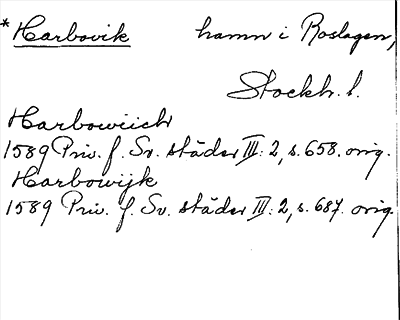 *Harbovik hamn i Roslagen,
Stockh. l.
Harbowiich
1589 Priv. f. Sv. städer III: 2, s. 658. orig.
Harbowijk
1589 Priv. f. Sv. städer III: 2, s. 687. orig.